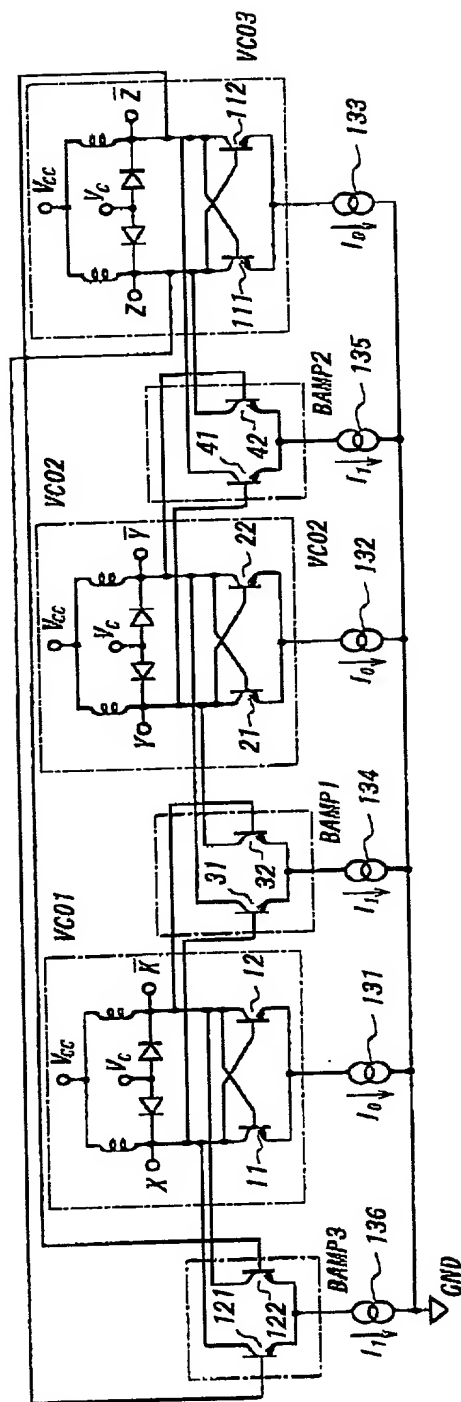 VCO1
VCO2
VCO3
VCC
VC
X
X̅
VCC
VC
Y
Y̅
VCC
VC
Z
Z̅
121
122
11
12
31
32
21
22
41
42
111
112
BAMP3
BAMP1
VCO2
BAMP2
I1
136
I0
131
I1
134
I0
132
I1
135
I0
133
GND